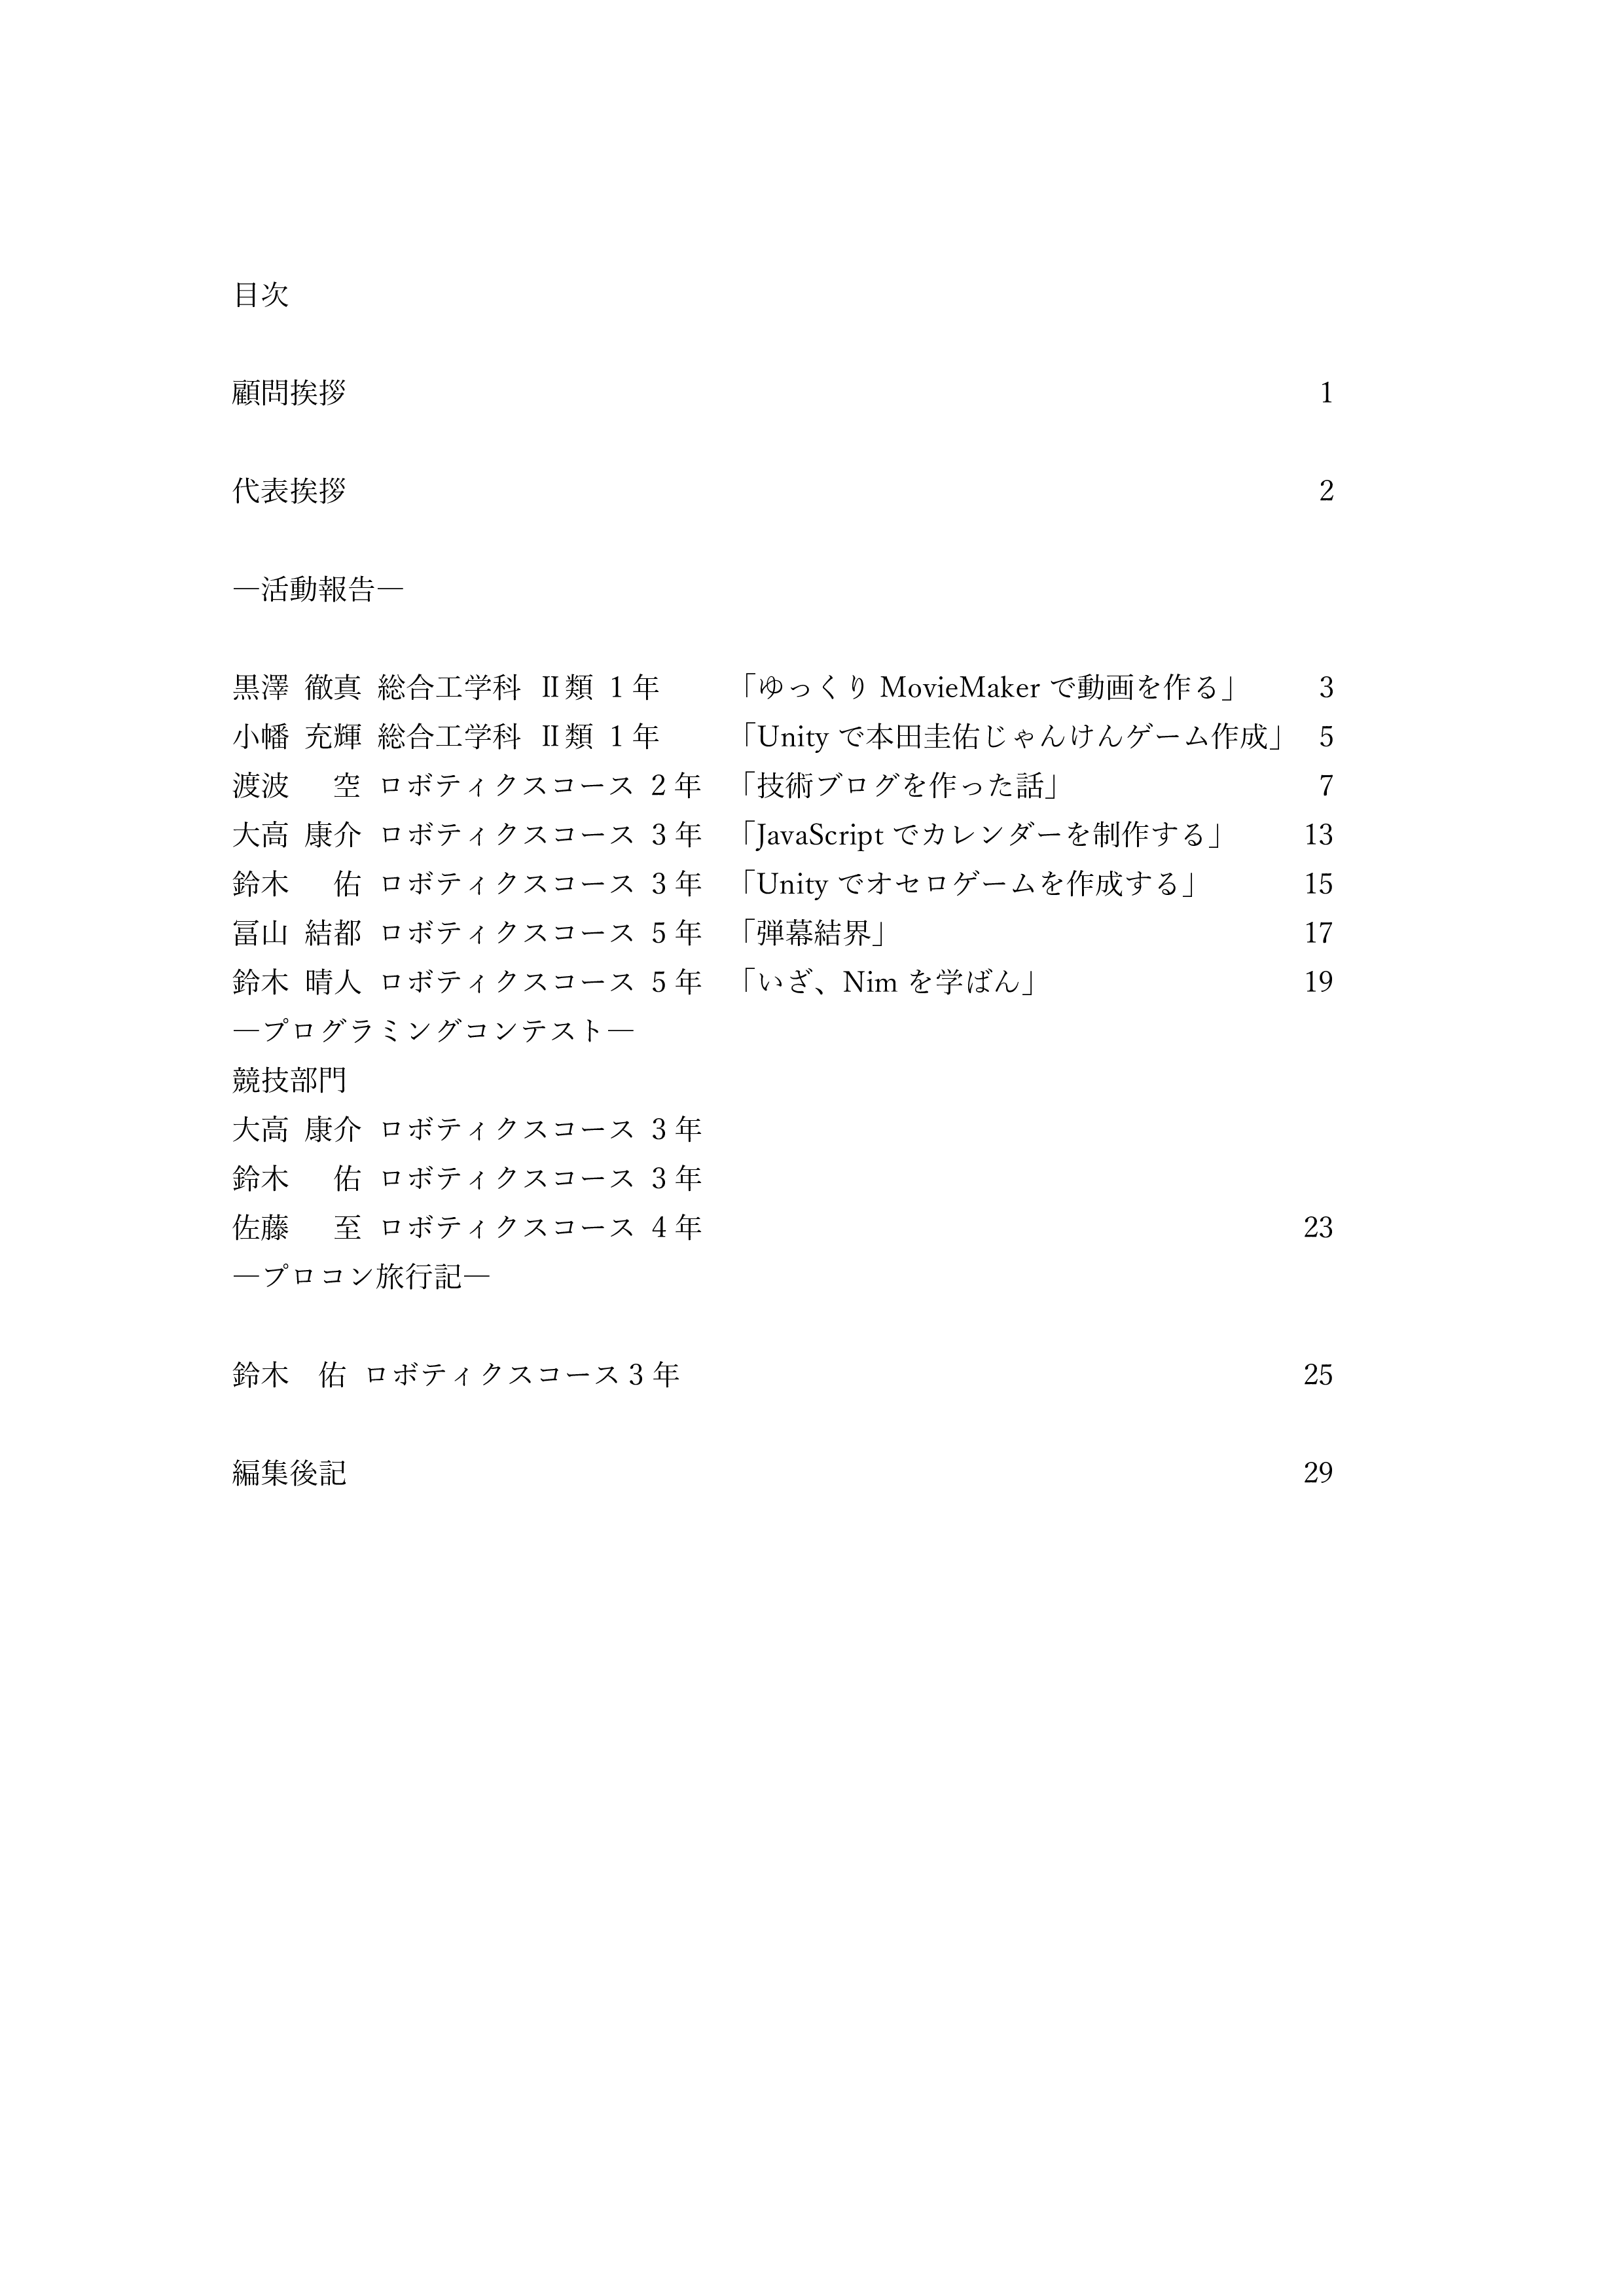 目次
顧問挨拶 1
代表挨拶 2
―活動報告―
黒澤 徹真 総合工学科 Ⅱ類 1年 「ゆっくり MovieMaker で動画を作る」 3
小幡 充輝 総合工学科 Ⅱ類 1年 「Unity で本田圭佑じゃんけんゲーム作成」 5
渡波 空 ロボティクスコース 2年 「技術ブログを作った話」 7
大高 康介 ロボティクスコース 3年 「JavaScript でカレンダーを制作する」 13
鈴木 佑 ロボティクスコース 3年 「Unity でオセロゲームを作成する」 15
冨山 結都 ロボティクスコース 5年 「弾幕結界」 17
鈴木 晴人 ロボティクスコース 5年 「いざ、Nim を学ばん」 19
―プログラミングコンテスト―
競技部門
大高 康介 ロボティクスコース 3年
鈴木 佑 ロボティクスコース 3年
佐藤 至 ロボティクスコース 4年 23
―プロコン旅行記―
鈴木 佑 ロボティクスコース3年 25
編集後記 29